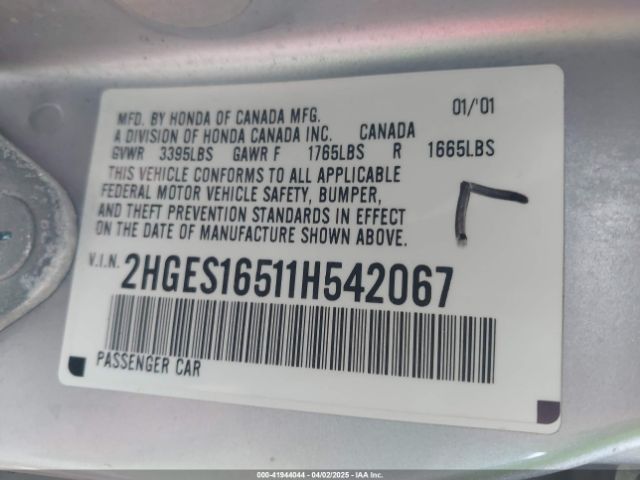 MFD. BY HONDA OF CANADA MFG. 01/'01
A DIVISION OF HONDA CANADA INC. CANADA
GVWR 3395LBS GAWR F 1765LBS R 1665LBS
THIS VEHICLE CONFORMS TO ALL APPLICABLE
FEDERAL MOTOR VEHICLE SAFETY, BUMPER,
AND THEFT PREVENTION STANDARDS IN EFFECT
ON THE DATE OF MANUFACTURE SHOWN ABOVE.
V.I.N. 2HGES16511H542067
PASSENGER CAR
000-41944044 | 04/02/2025 | IAA Inc.